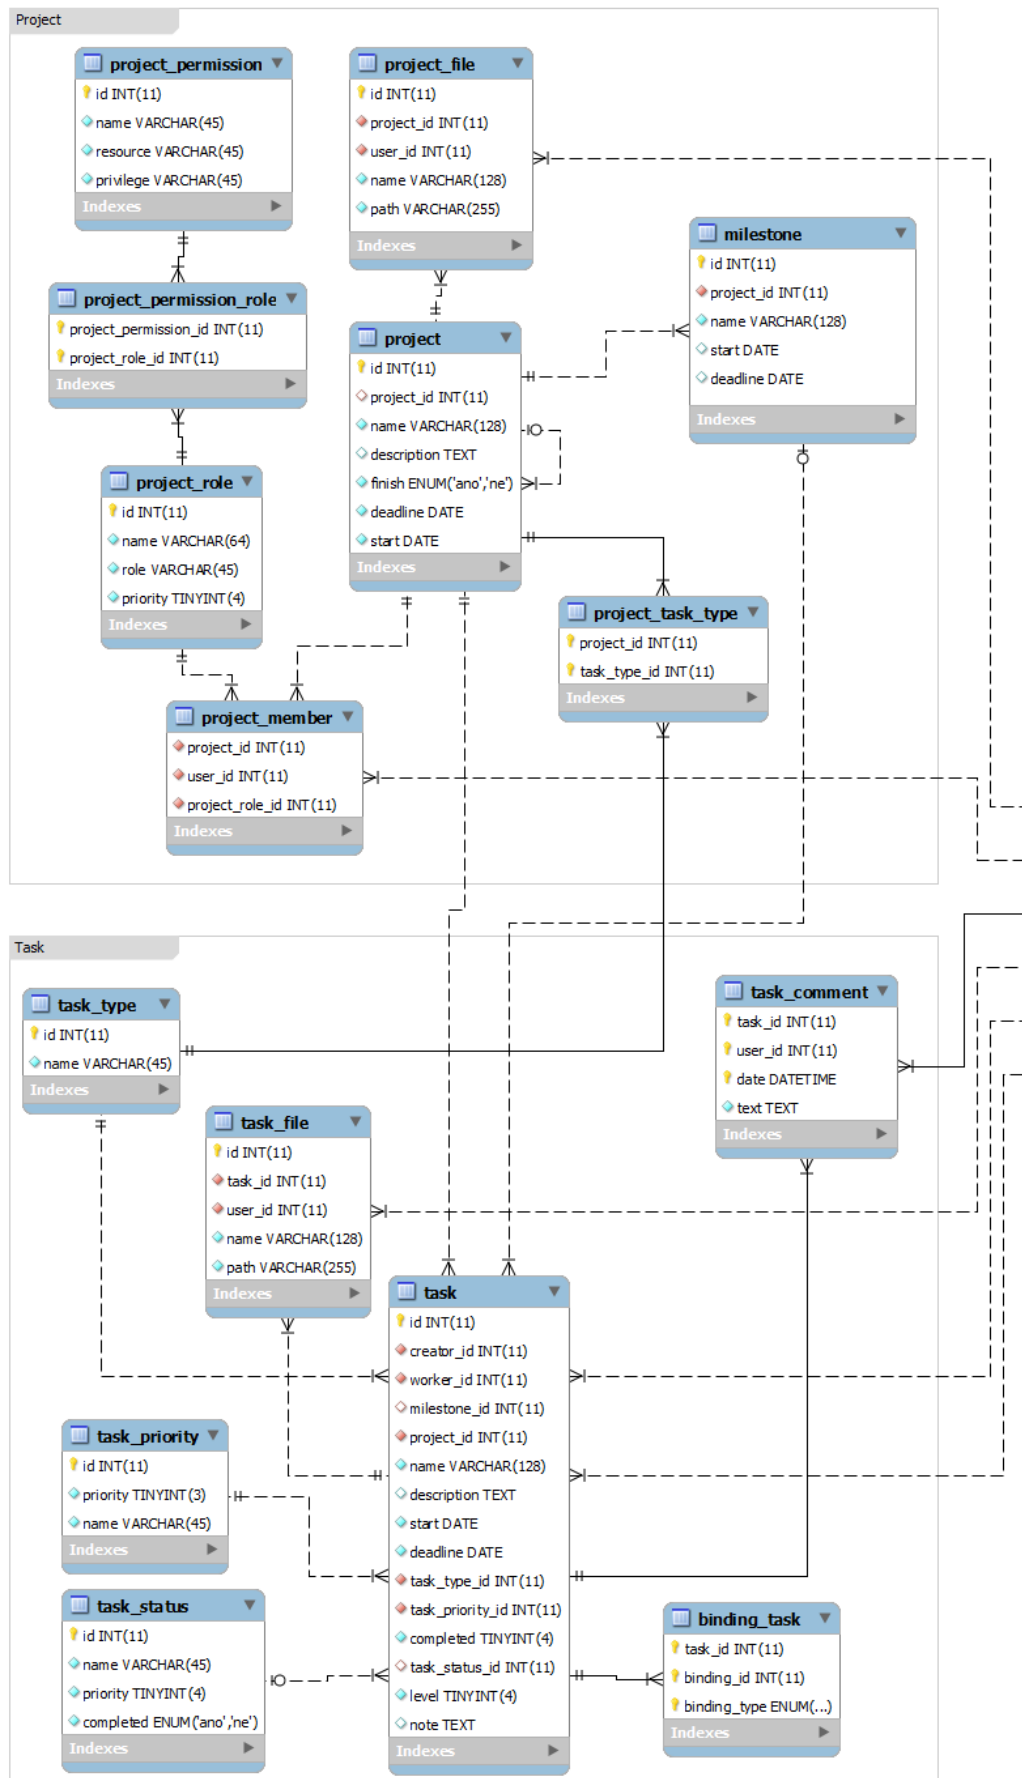 Project
project_permission
id INT(11)
name VARCHAR(45)
resource VARCHAR(45)
privilege VARCHAR(45)
Indexes
project_file
id INT(11)
project_id INT(11)
user_id INT(11)
name VARCHAR(128)
path VARCHAR(255)
Indexes
milestone
id INT(11)
project_id INT(11)
name VARCHAR(128)
start DATE
deadline DATE
Indexes
project_permission_role
project_permission_id INT(11)
project_role_id INT(11)
Indexes
project
id INT(11)
project_id INT(11)
name VARCHAR(128)
description TEXT
finish ENUM('ano','ne')
deadline DATE
start DATE
Indexes
project_role
id INT(11)
name VARCHAR(64)
role VARCHAR(45)
priority TINYINT(4)
Indexes
project_task_type
project_id INT(11)
task_type_id INT(11)
Indexes
project_member
project_id INT(11)
user_id INT(11)
project_role_id INT(11)
Indexes
Task
task_type
id INT(11)
name VARCHAR(45)
Indexes
task_comment
task_id INT(11)
user_id INT(11)
date DATETIME
text TEXT
Indexes
task_file
id INT(11)
task_id INT(11)
user_id INT(11)
name VARCHAR(128)
path VARCHAR(255)
Indexes
task
id INT(11)
creator_id INT(11)
worker_id INT(11)
milestone_id INT(11)
project_id INT(11)
name VARCHAR(128)
description TEXT
start DATE
deadline DATE
task_type_id INT(11)
task_priority_id INT(11)
completed TINYINT(4)
task_status_id INT(11)
level TINYINT(4)
note TEXT
Indexes
task_priority
id INT(11)
priority TINYINT(3)
name VARCHAR(45)
Indexes
task_status
id INT(11)
name VARCHAR(45)
priority TINYINT(4)
completed ENUM('ano','ne')
Indexes
binding_task
task_id INT(11)
binding_id INT(11)
binding_type ENUM(...)
Indexes